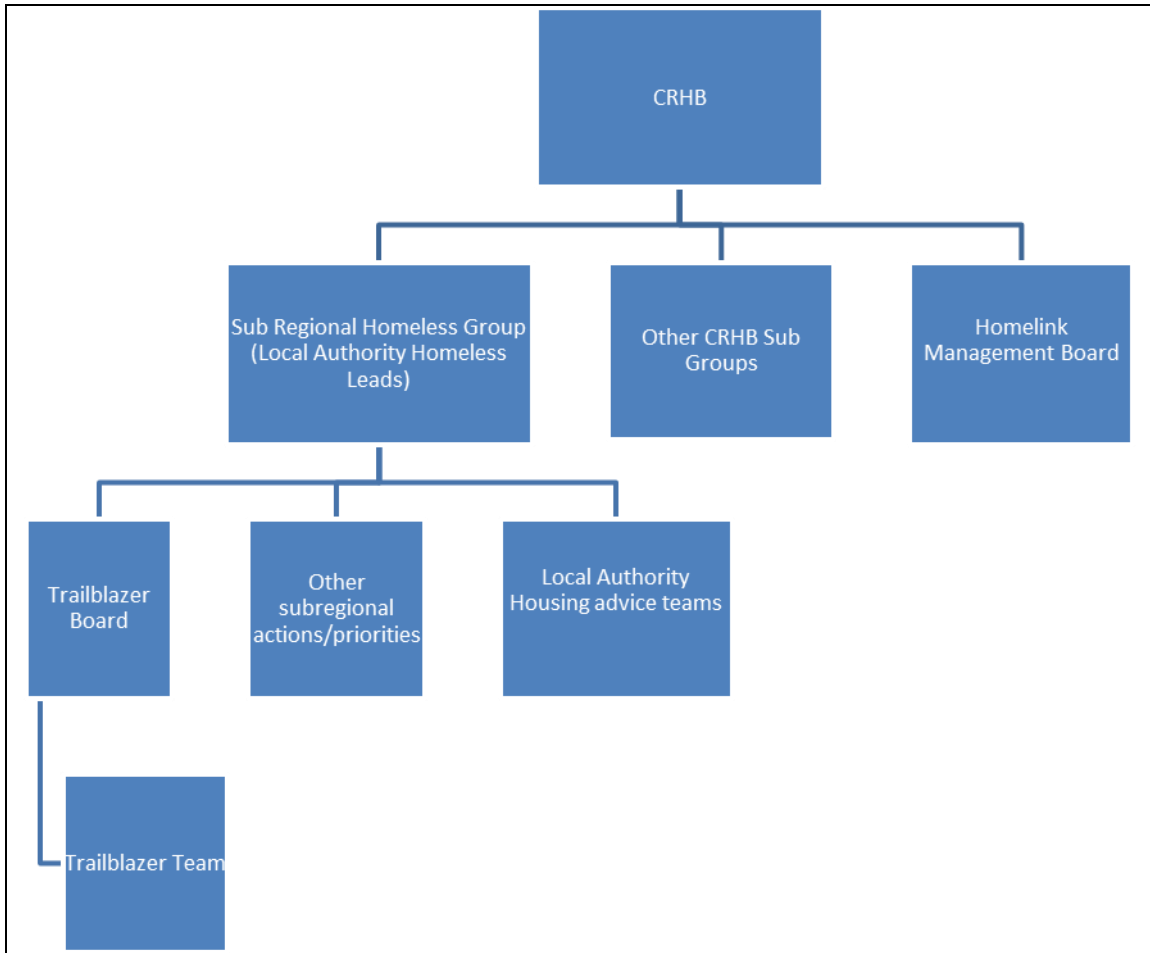 CRHB
Sub Regional Homeless Group
(Local Authority Homeless
Leads)
Other CRHB Sub
Groups
Homelink
Management Board
Trailblazer
Board
Other
subregional
actions/priorities
Local Authority
Housing advice teams
Trailblazer Team